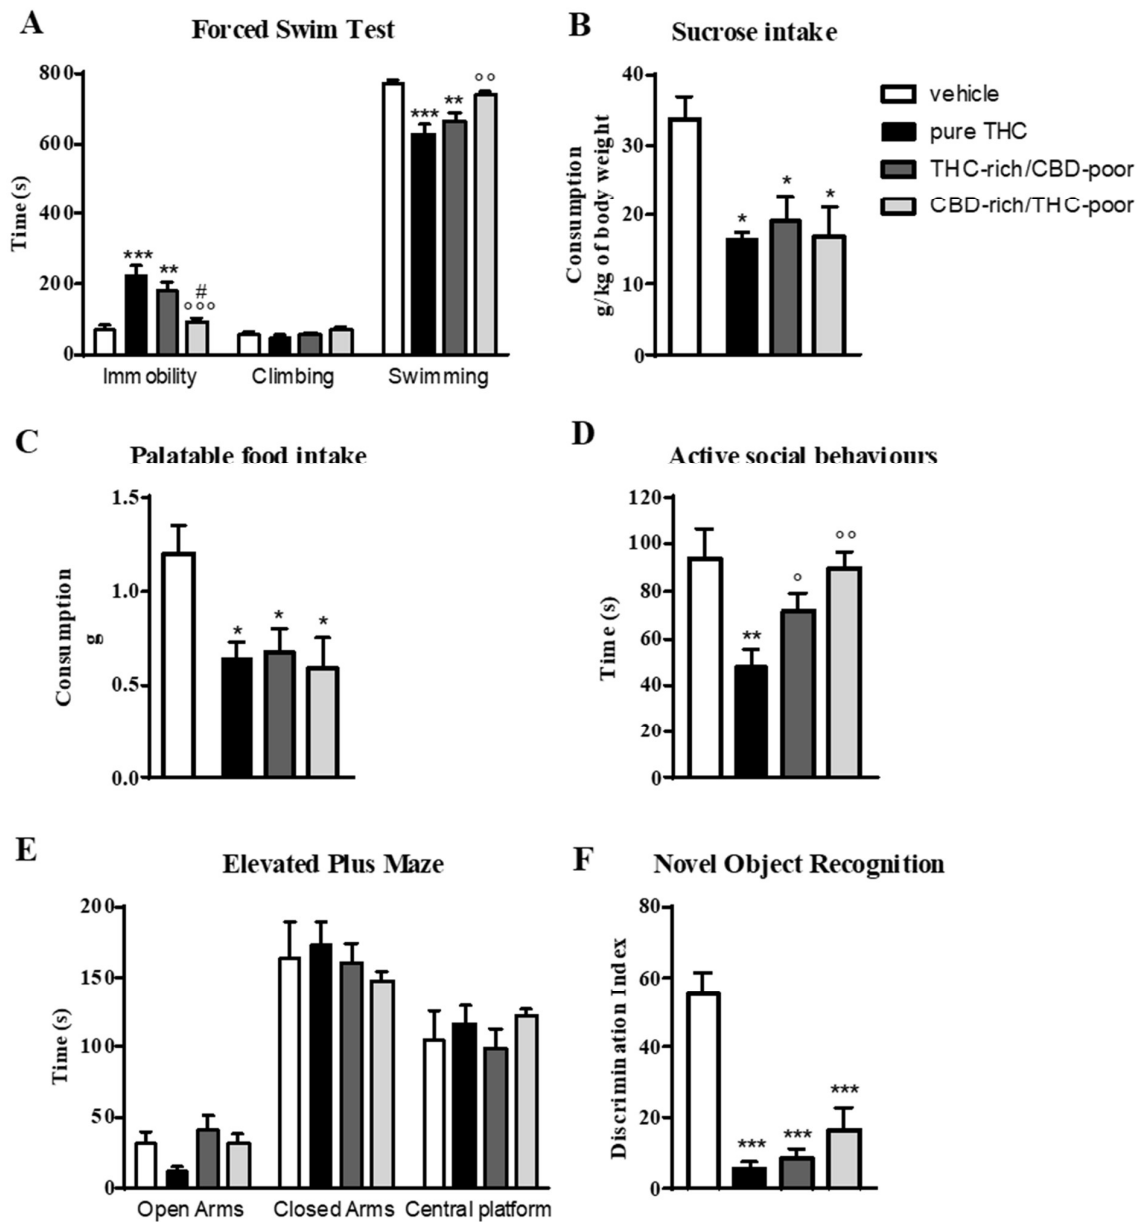 A
Forced Swim Test
800
600
400
200
0
Time (s)
***
**
#
°°°
***
**
°°
Immobility
Climbing
Swimming
B
Sucrose intake
40
30
20
10
0
Consumption
g/kg of body weight
*
*
*
vehicle
pure THC
THC-rich/CBD-poor
CBD-rich/THC-poor
C
Palatable food intake
1.5
1.0
0.5
0.0
Consumption
g
*
*
*
D
Active social behaviours
120
100
80
60
40
20
0
Time (s)
**
°
°°
E
Elevated Plus Maze
200
150
100
50
0
Time (s)
Open Arms
Closed Arms
Central platform
F
Novel Object Recognition
80
60
40
20
0
Discrimination Index
***
***
***